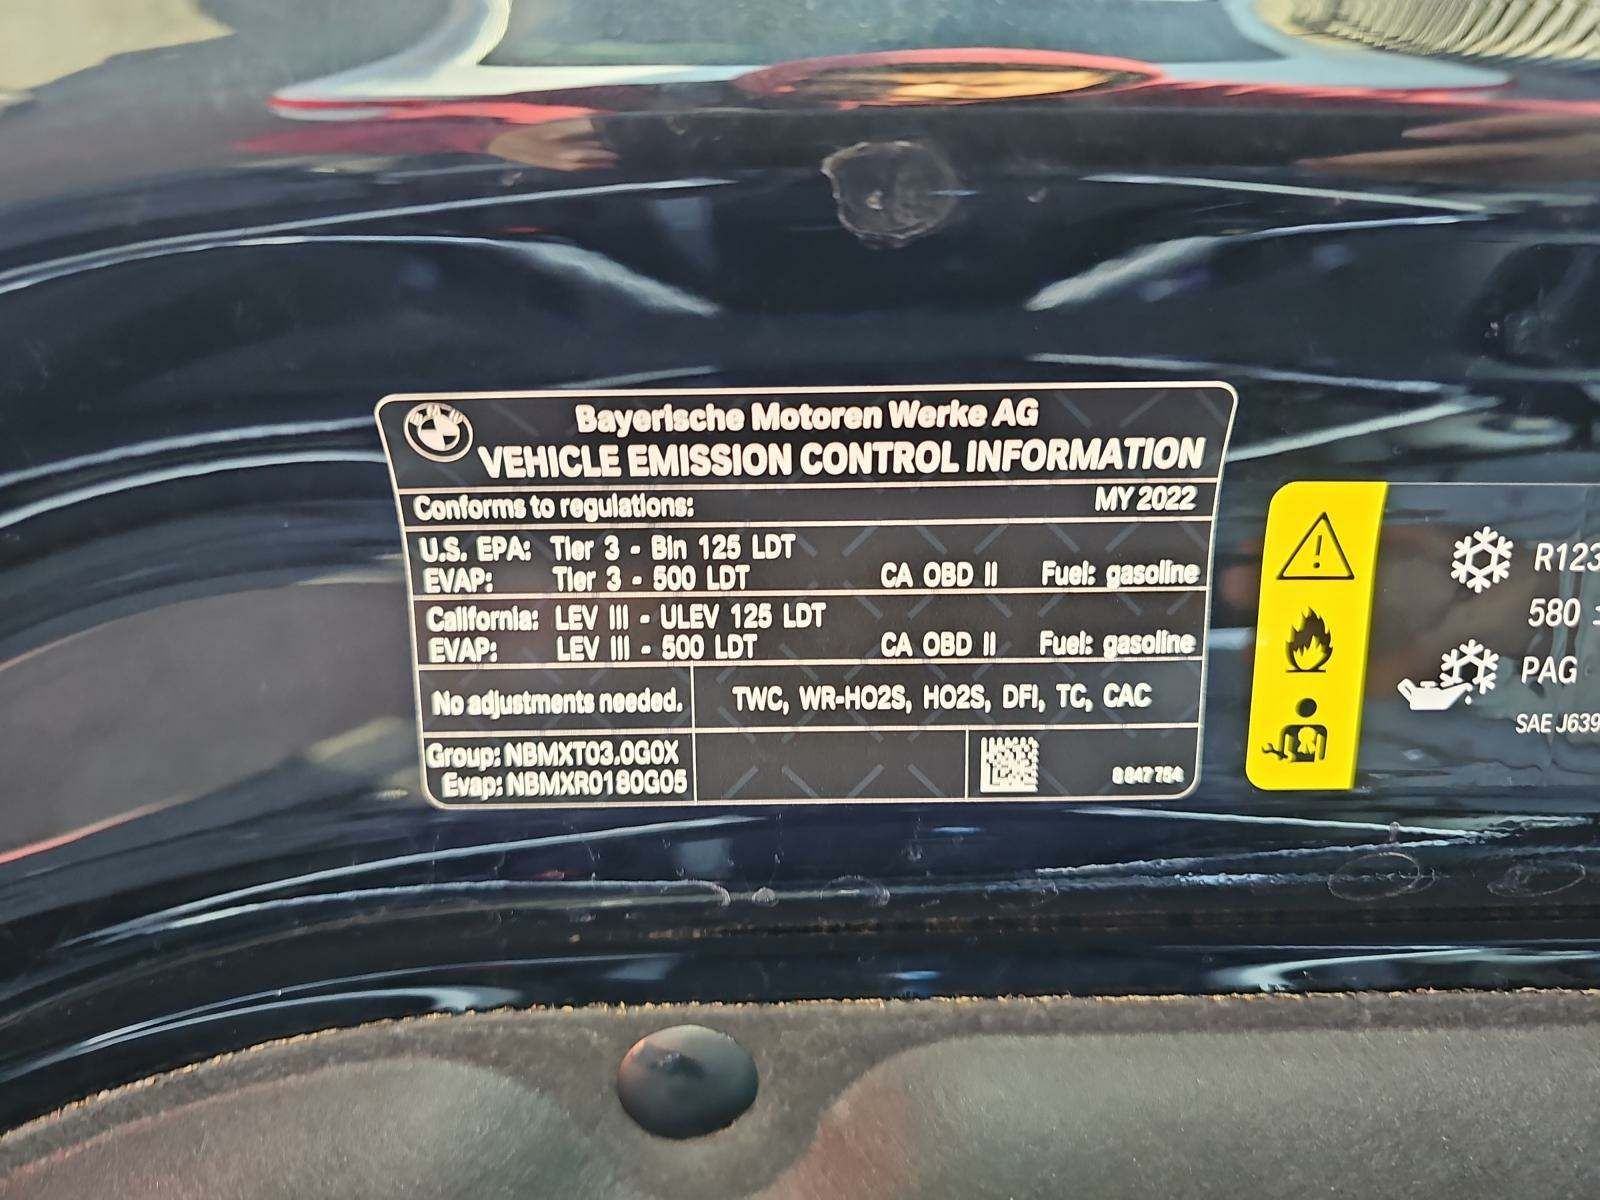 Bayerische Motoren Werke AG
VEHICLE EMISSION CONTROL INFORMATION
Conforms to regulations: MY 2022
U.S. EPA: Tier 3 - Bin 125 LDT
EVAP: Tier 3 - 500 LDT CA OBD II Fuel: gasoline
California: LEV III - ULEV 125 LDT
EVAP: LEV III - 500 LDT CA OBD II Fuel: gasoline
No adjustments needed. TWC, WR-HO2S, HO2S, DFI, TC, CAC
Group: NBMXT03.0G0X
Evap: NBMXR0180G05
8 847 784
R123
580
PAG
SAE J639